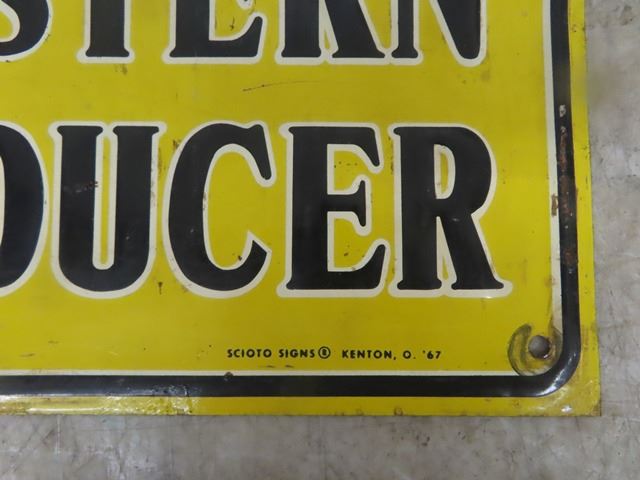 STERN
DUCER
SCIOTO SIGNS® KENTON, O. '67